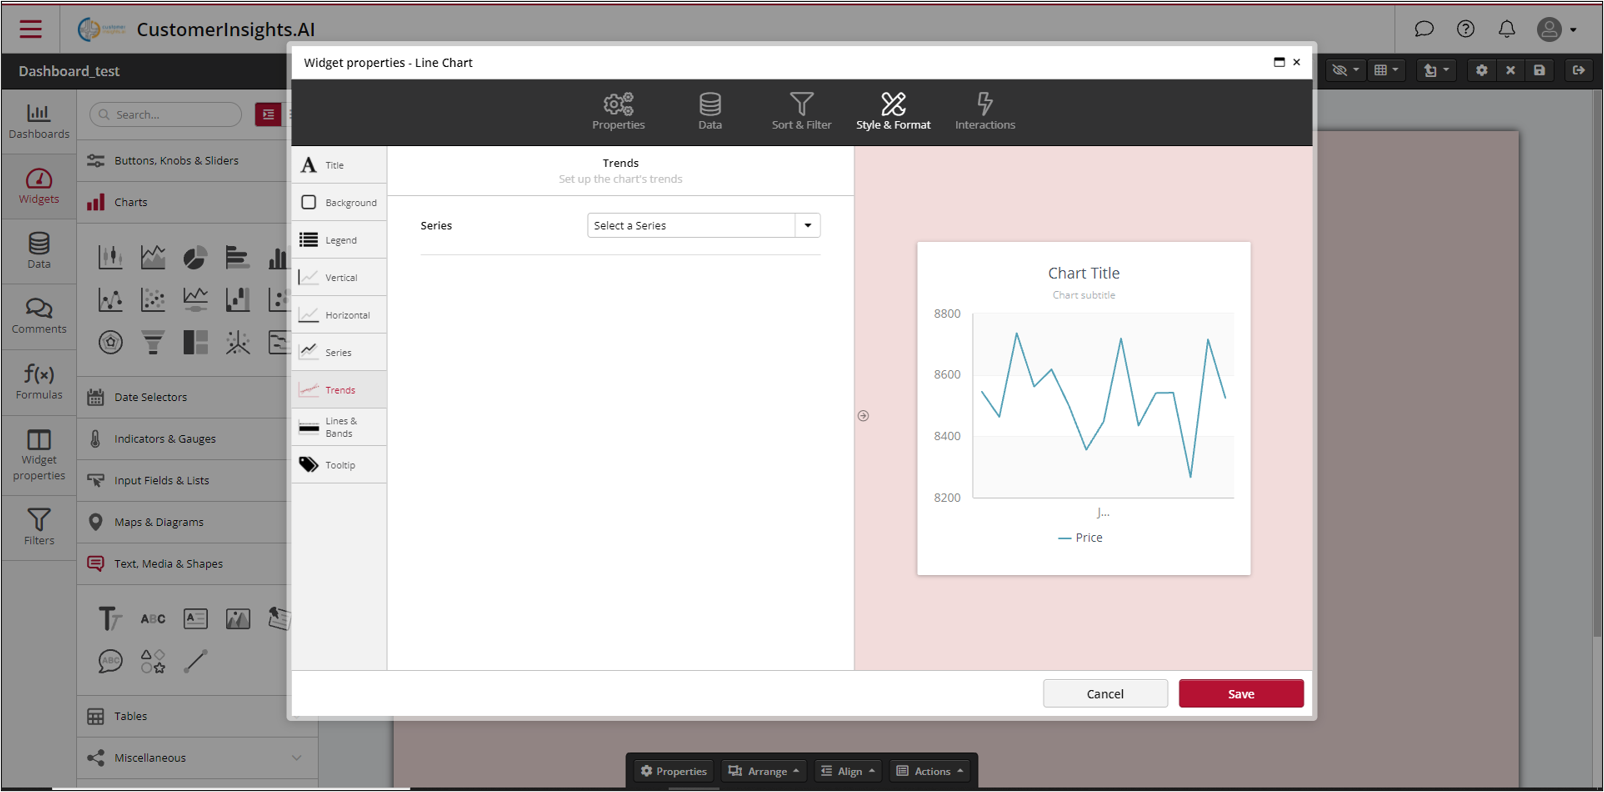 CustomerInsights.AI
Dashboard_test
Widget properties - Line Chart
Properties
Data
Sort & Filter
Style & Format
Interactions
Dashboards
Widgets
Data
Comments
Formulas
Widget
properties
Filters
Search...
Buttons, Knobs & Sliders
Charts
Date Selectors
Indicators & Gauges
Input Fields & Lists
Maps & Diagrams
Text, Media & Shapes
ABC
ABC
Tables
Miscellaneous
Title
Background
Legend
Vertical
Horizontal
Series
Trends
Lines &
Bands
Tooltip
Trends
Set up the chart's trends
Series
Select a Series
Chart Title
Chart subtitle
8800
8600
8400
8200
J...
Price
Cancel
Save
Properties
Arrange
Align
Actions